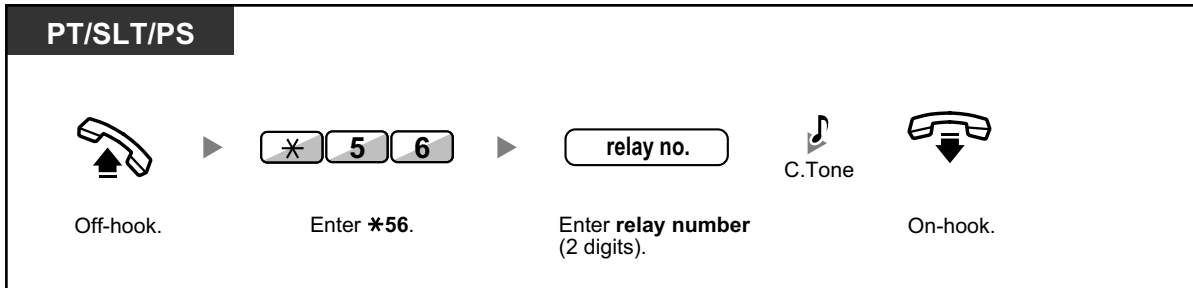 PT/SLT/PS
✳ 5 6
relay no.
C.Tone
Off-hook.
Enter ✳56.
Enter relay number
(2 digits).
On-hook.